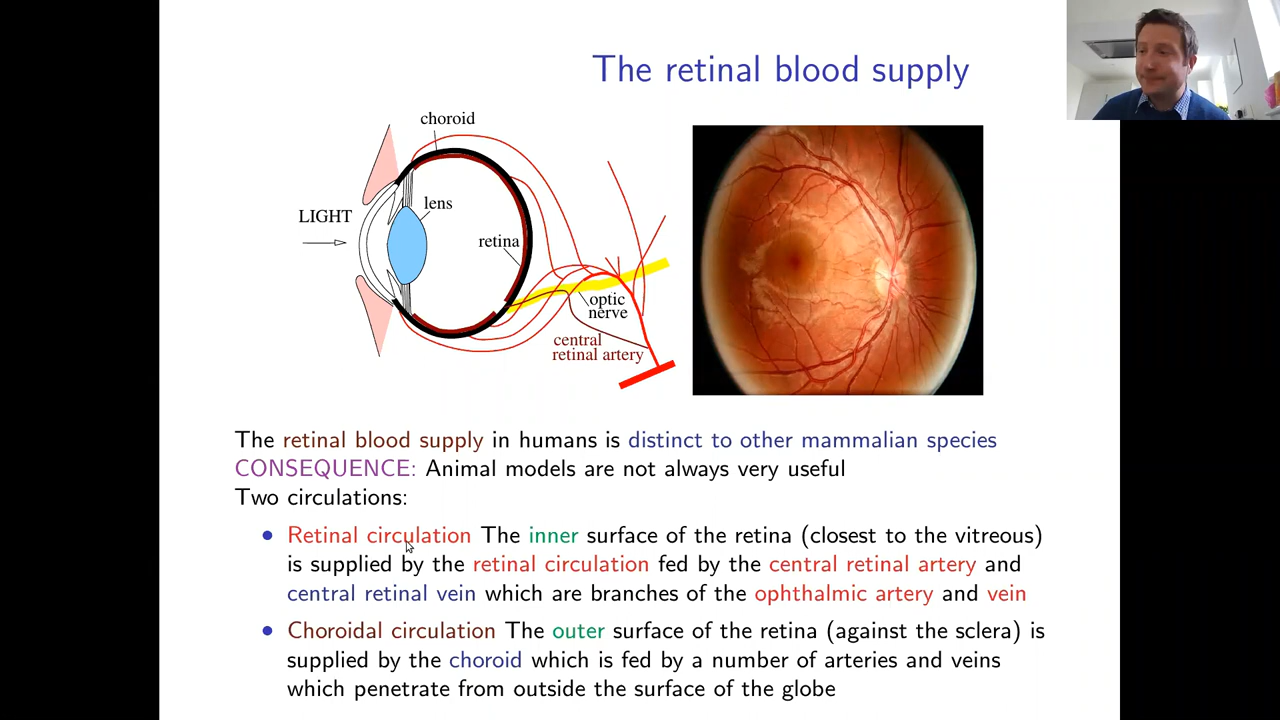 The retinal blood supply
choroid
LIGHT
lens
retina
optic
nerve
central
retinal artery
The retinal blood supply in humans is distinct to other mammalian species
CONSEQUENCE: Animal models are not always very useful
Two circulations:
• Retinal circulation The inner surface of the retina (closest to the vitreous)
is supplied by the retinal circulation fed by the central retinal artery and
central retinal vein which are branches of the ophthalmic artery and vein
• Choroidal circulation The outer surface of the retina (against the sclera) is
supplied by the choroid which is fed by a number of arteries and veins
which penetrate from outside the surface of the globe